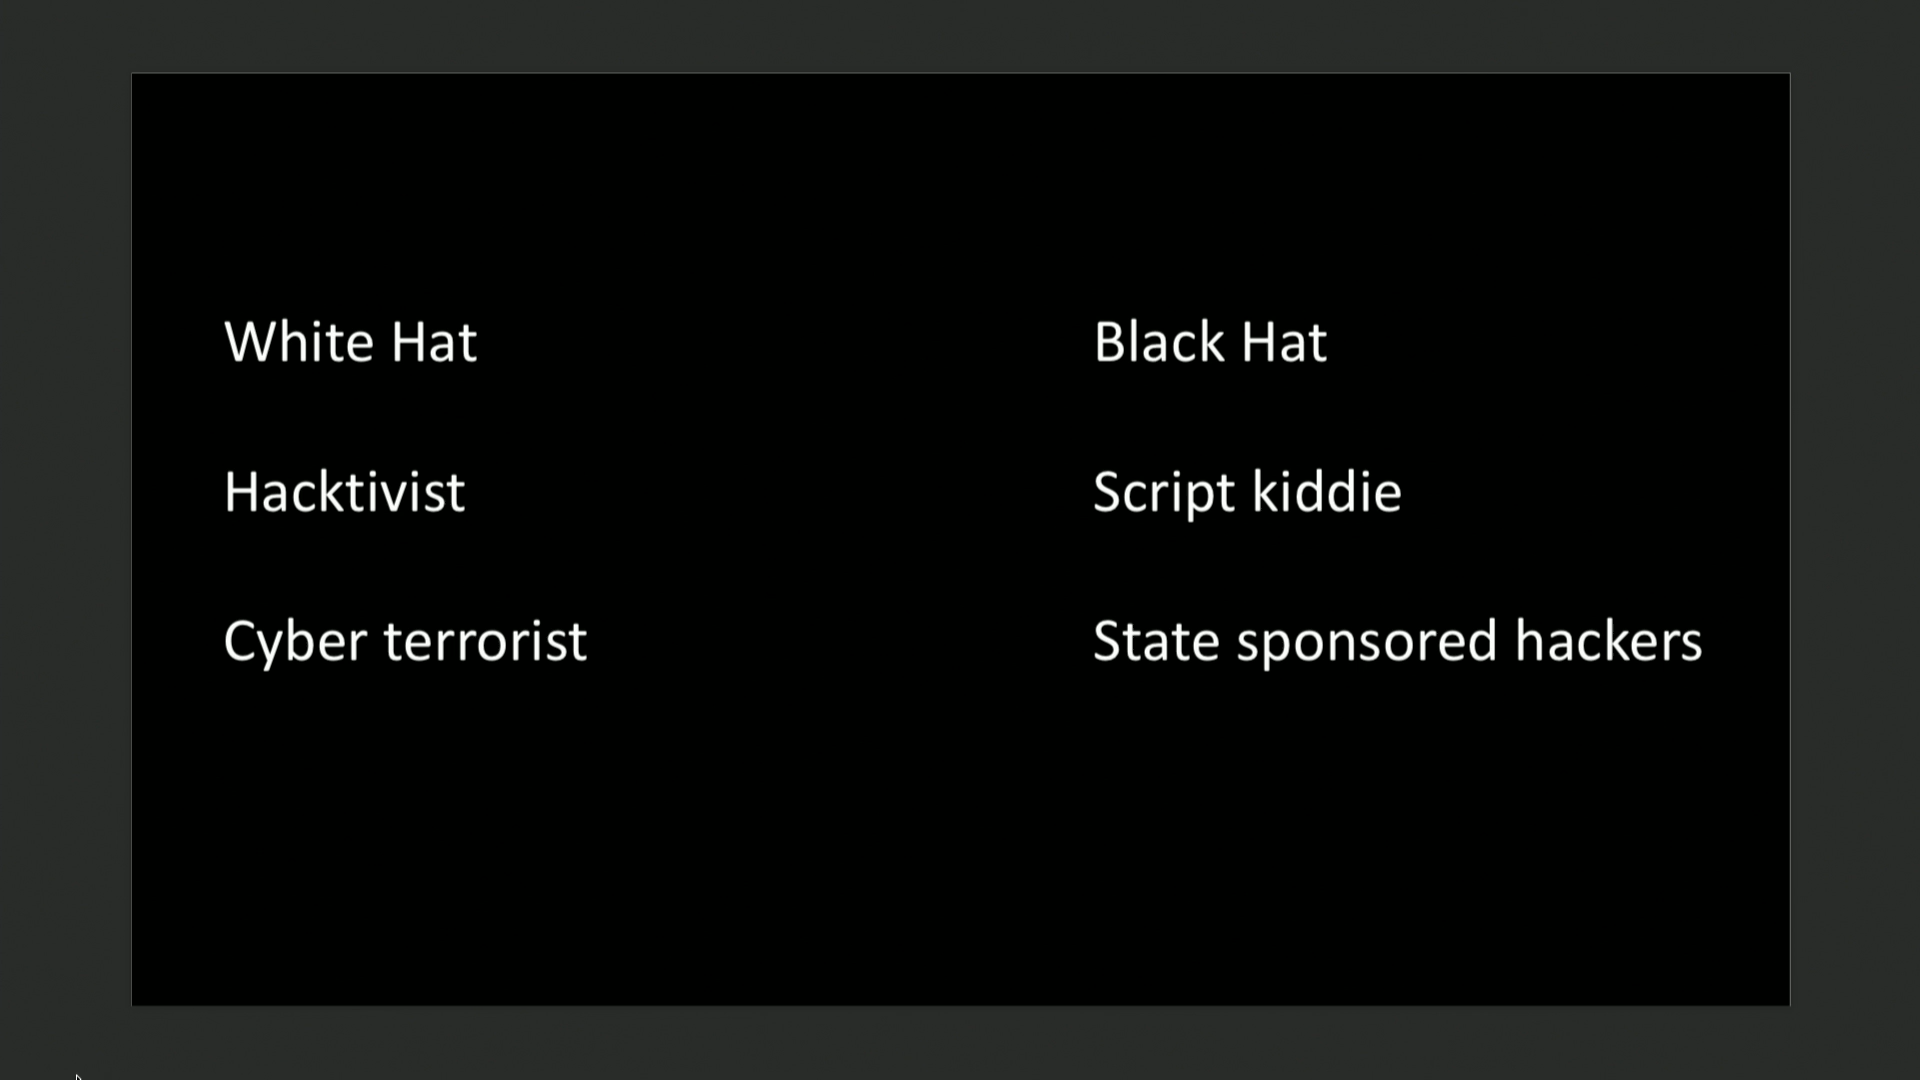 White Hat
Black Hat
Hacktivist
Script kiddie
Cyber terrorist
State sponsored hackers